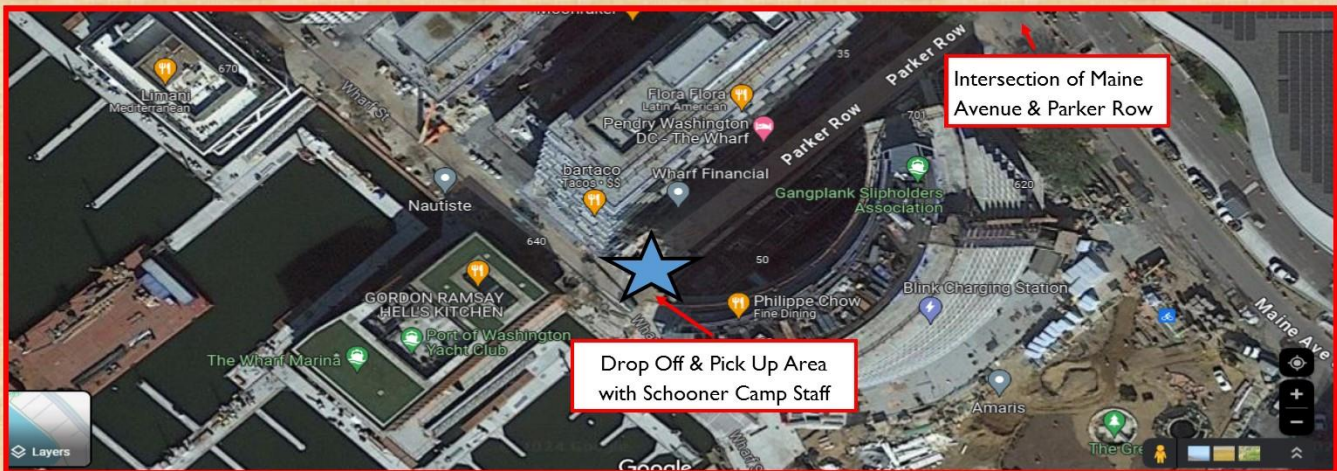 Moonraker
670
Limani
Mediterranean
Wharf St
35
Parker Row
Intersection of Maine
Avenue & Parker Row
Flora Flora
Latin American
Pendry Washington
DC - The Wharf
Parker Row
701
bartaco
Tacos · $$
Wharf Financial
Gangplank Slipholders
Association
620
Nautiste
640
50
GORDON RAMSAY
HELL'S KITCHEN
Philippe Chow
Fine Dining
Blink Charging Station
Port of Washington
Yacht Club
The Wharf Marina
Maine Ave
Drop Off & Pick Up Area
with Schooner Camp Staff
Amaris
Layers
Google